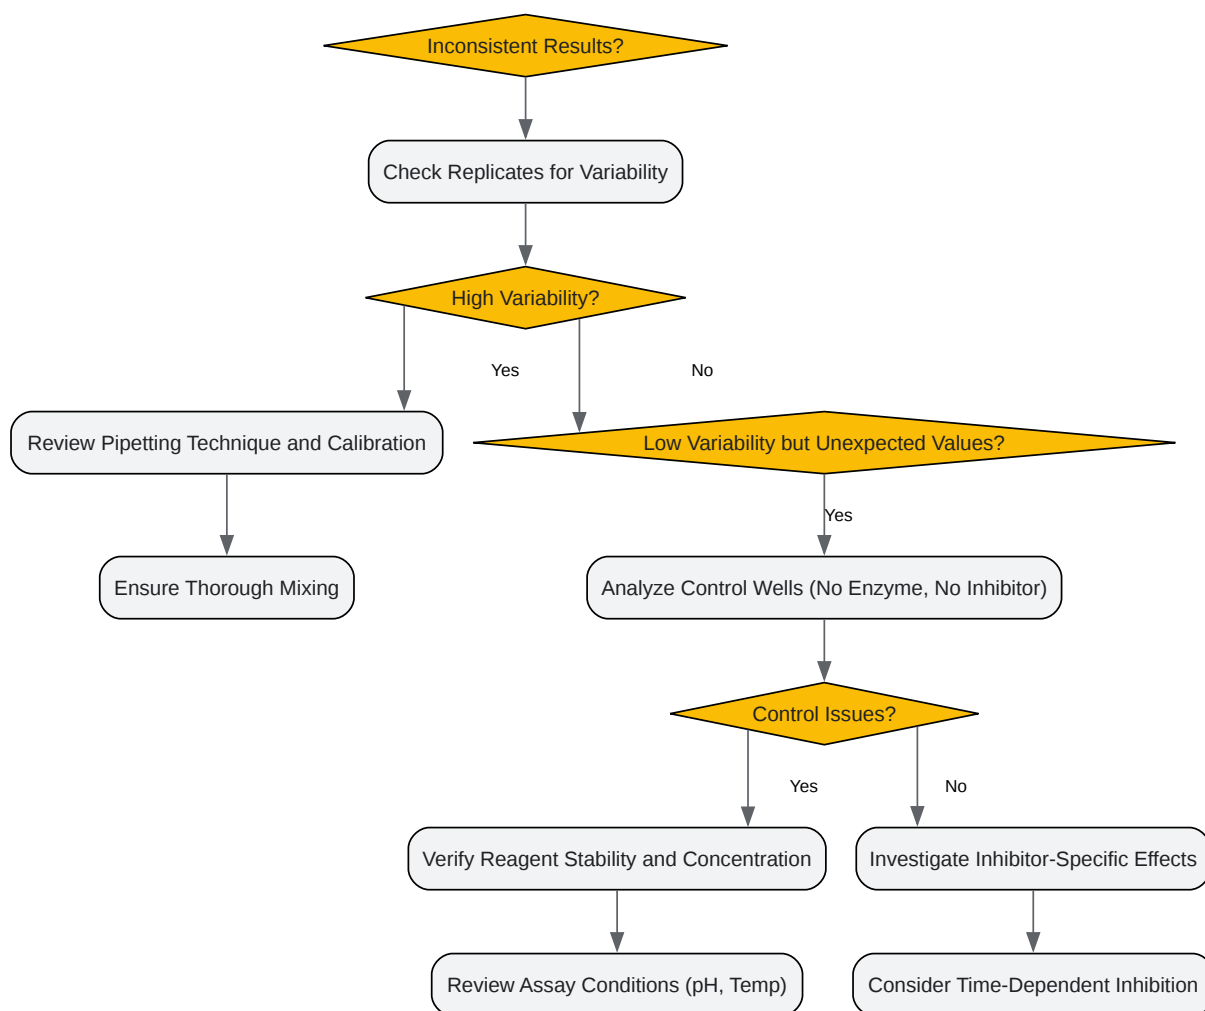 Inconsistent Results?
Check Replicates for Variability
High Variability?
Yes
No
Review Pipetting Technique and Calibration
Low Variability but Unexpected Values?
Yes
Ensure Thorough Mixing
Analyze Control Wells (No Enzyme, No Inhibitor)
Control Issues?
Yes
No
Verify Reagent Stability and Concentration
Investigate Inhibitor-Specific Effects
Review Assay Conditions (pH, Temp)
Consider Time-Dependent Inhibition